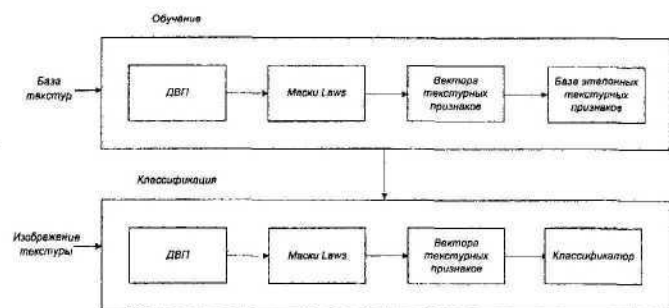 Обучение
База
текстур
ДВП
Маски Laws
Вектора
текстурных
признаков
База эталонных
текстурных
признаков
Классификация
Изображение
текстуры
ДВП
Маски Laws
Вектора
текстурных
признаков
Классификатор